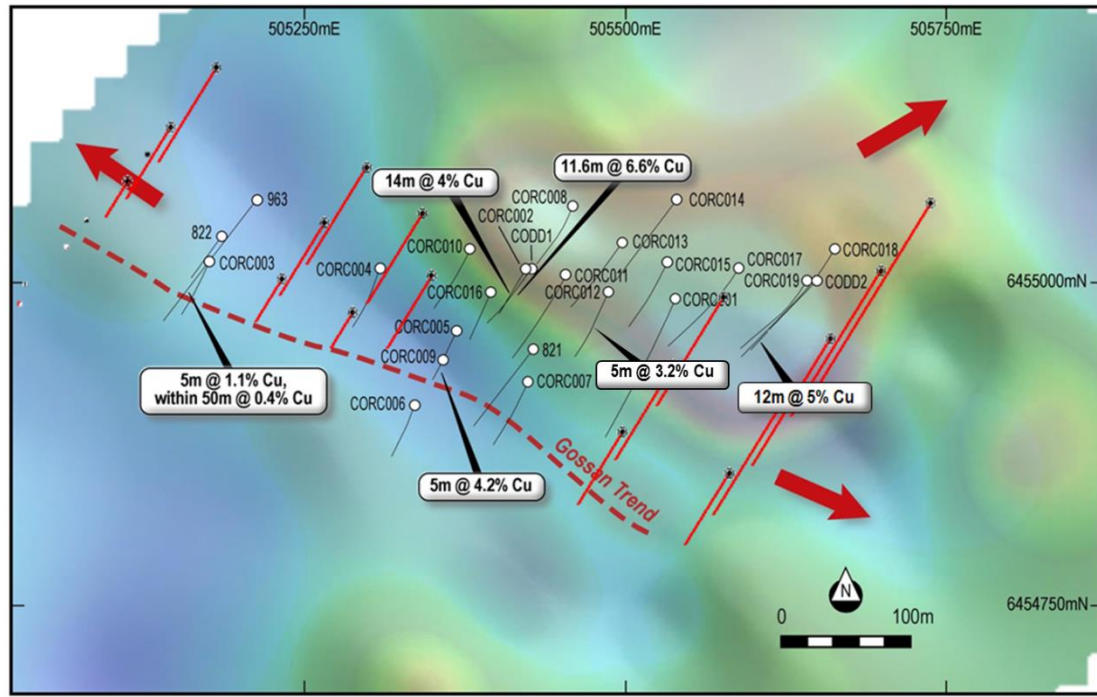 505250mE
505500mE
505750mE
963
822
CORC003
14m @ 4% Cu
11.6m @ 6.6% Cu
CORC008
CORC002
CODD1
CORC014
CORC010
CORC013
CORC004
CORC016
CORC011
CORC012
CORC015
CORC017
CORC018
CORC019
CODD2
6455000mN
CORC001
CORC005
CORC009
821
CORC007
CORC006
5m @ 1.1% Cu,
within 50m @ 0.4% Cu
5m @ 3.2% Cu
12m @ 5% Cu
5m @ 4.2% Cu
Gossan Trend
N
0
100m
6454750mN